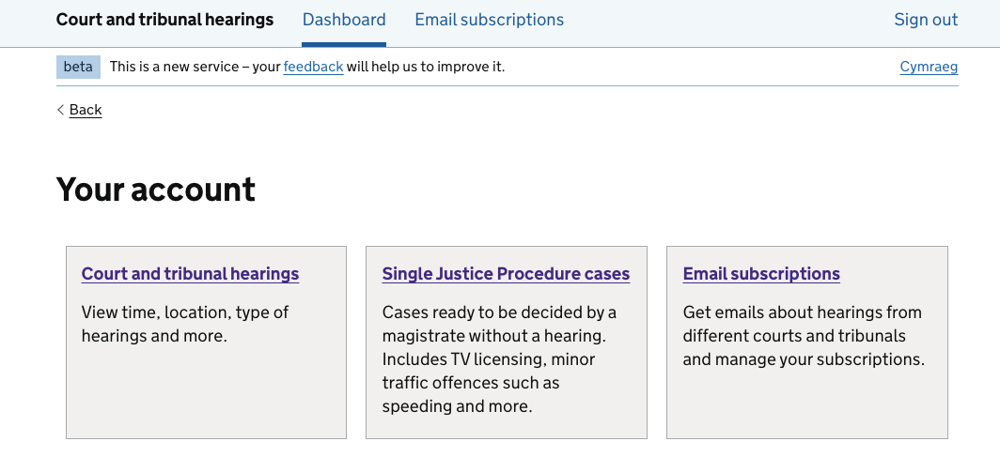 Court and tribunal hearings Dashboard Email subscriptions Sign out
beta This is a new service – your feedback will help us to improve it. Cymraeg
Back
Your account
Court and tribunal hearings
View time, location, type of
hearings and more.
Single Justice Procedure cases
Cases ready to be decided by a
magistrate without a hearing.
Includes TV licensing, minor
traffic offences such as
speeding and more.
Email subscriptions
Get emails about hearings from
different courts and tribunals
and manage your subscriptions.